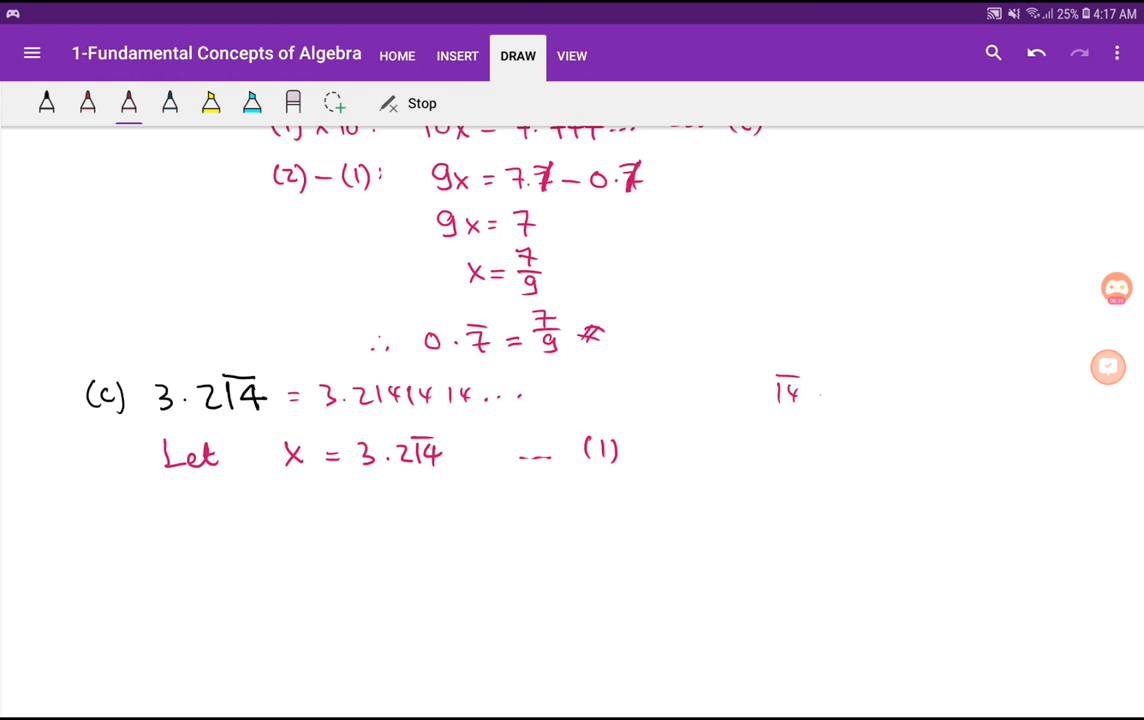 25% 4:17 AM
1-Fundamental Concepts of Algebra HOME INSERT DRAW VIEW
Stop
(2) – (1): 9x = 7.7̅ – 0.7̅
9x = 7
x = 7/9
∴ 0.7̅ = 7/9 #
(c) 3.21̅4̅ = 3.2141414... 1̅4̅
Let x = 3.21̅4̅ --- (1)